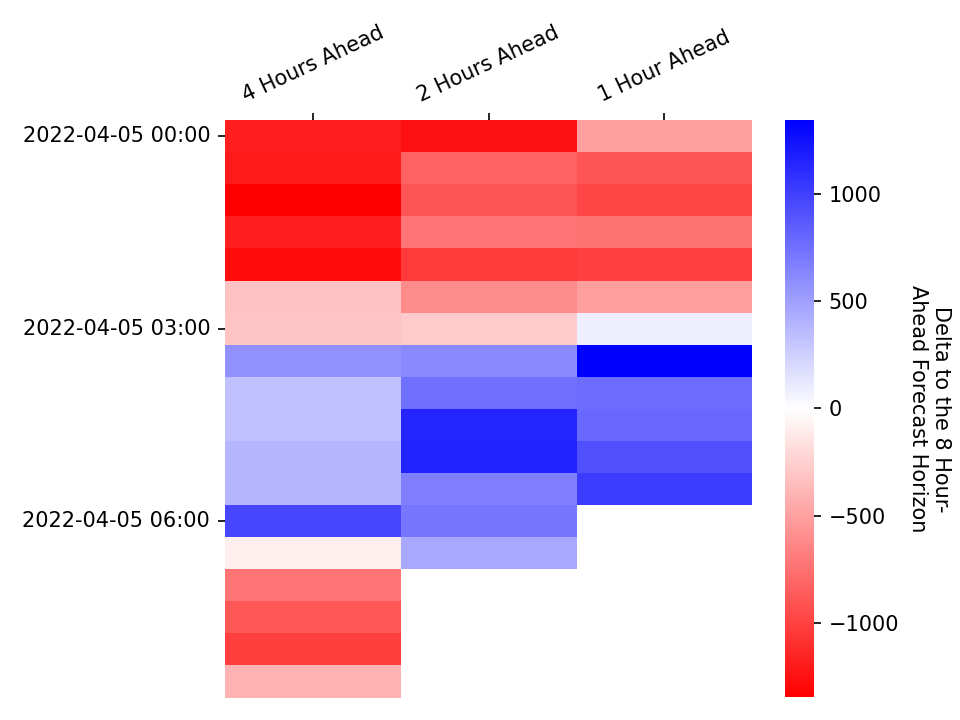 4 Hours Ahead
2 Hours Ahead
1 Hour Ahead
2022-04-05 00:00
2022-04-05 03:00
2022-04-05 06:00
1000
500
0
−500
−1000
Delta to the 8 Hour-
Ahead Forecast Horizon